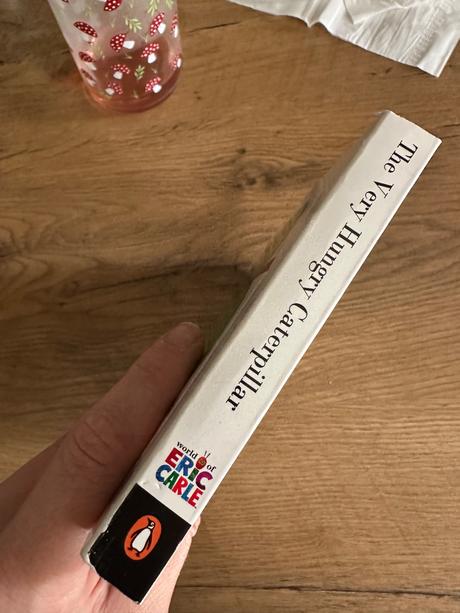 The Very Hungry Caterpillar
world of
ERIC
CARLE